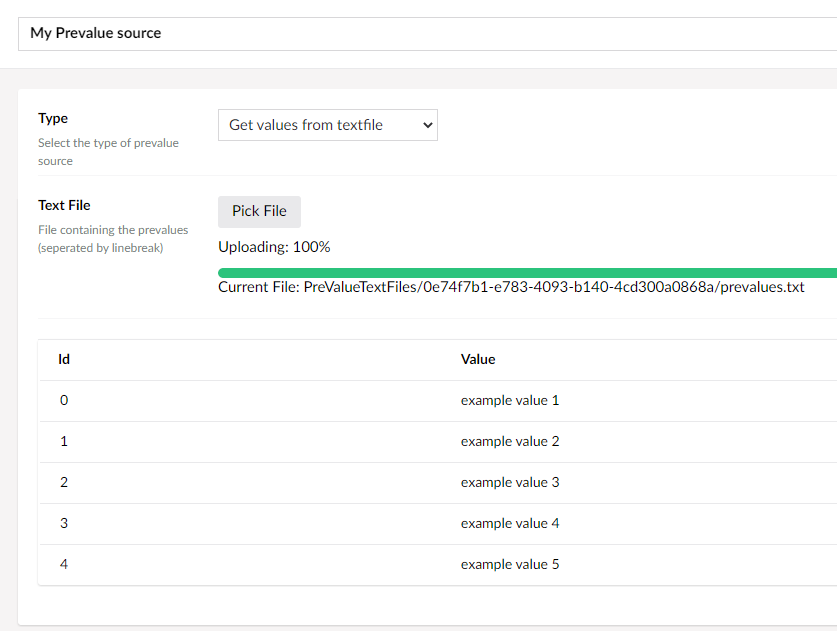 My Prevalue source
Type
Select the type of prevalue
source
Get values from textfile
Text File
File containing the prevalues
(seperated by linebreak)
Pick File
Uploading: 100%
Current File: PreValueTextFiles/0e74f7b1-e783-4093-b140-4cd300a0868a/prevalues.txt
Id Value
0 example value 1
1 example value 2
2 example value 3
3 example value 4
4 example value 5